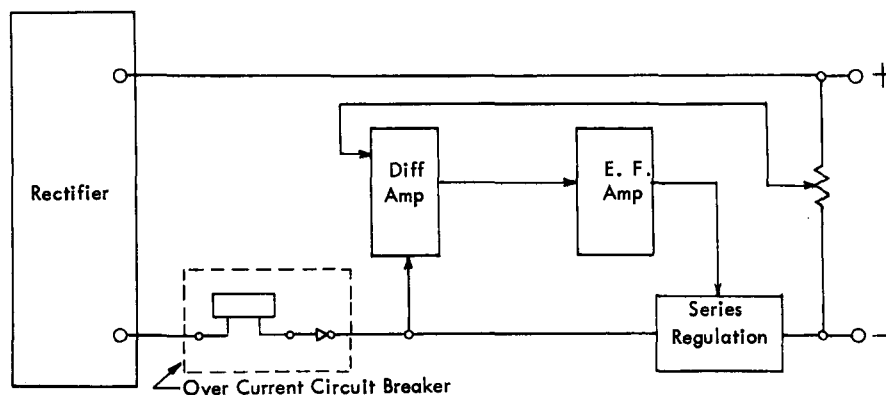 +
Rectifier
Diff
Amp
E. F.
Amp
Series
Regulation
−
Over Current Circuit Breaker